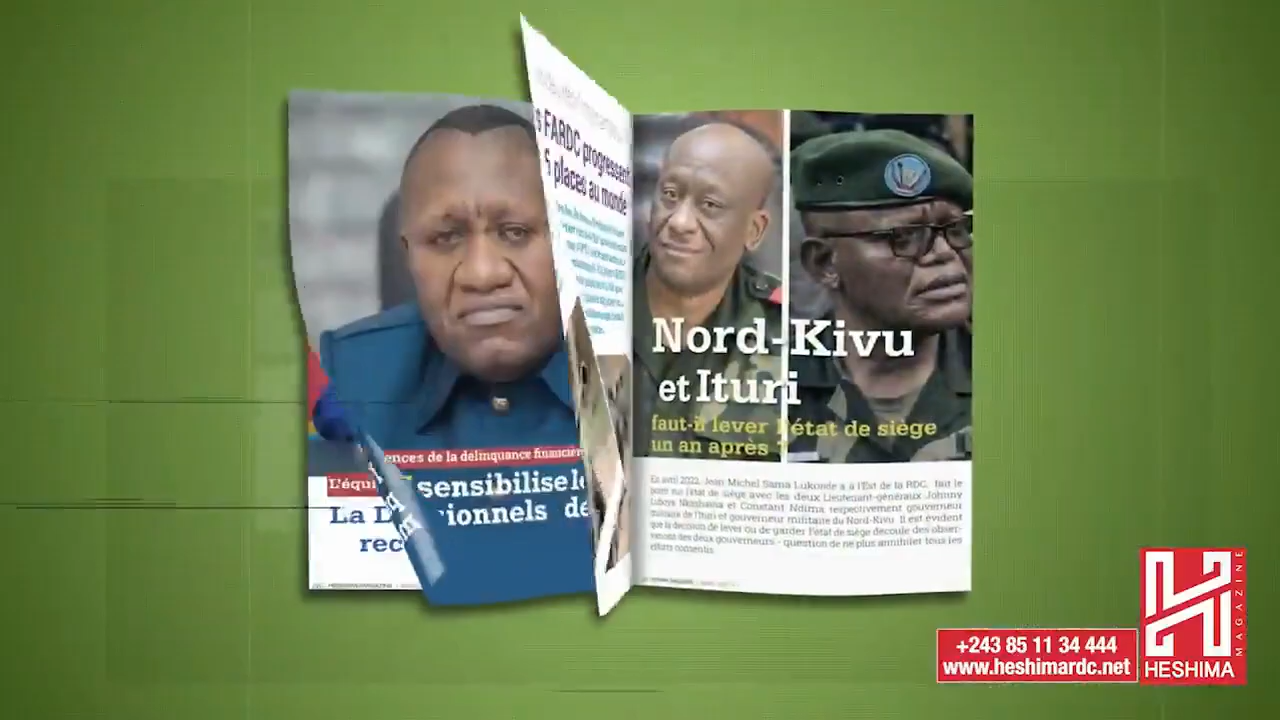 FARDC progressent
places au monde
ences de la délinquance financière
L'équi
sensibilise
La D
ionnels de
rec
Nord-Kivu
et Ituri
faut-il lever l'état de siège
un an après ?
En avril 2022, Jean Michel Sama Lukonde a à l'Est de la RDC, fait le
point sur l'état de siège avec les deux Lieutenant-généraux Johnny
Luboya Nkashama et Constant Ndima respectivement gouverneur
militaire de l'Ituri et gouverneur militaire du Nord-Kivu. Il est évident
que la décision de lever ou de garder l'état de siège découle des obser-
vations des deux gouverneurs - question de ne plus annihiler tous les
efforts consentis.
+243 85 11 34 444
www.heshimardc.net
HESHIMA
MAGAZINE